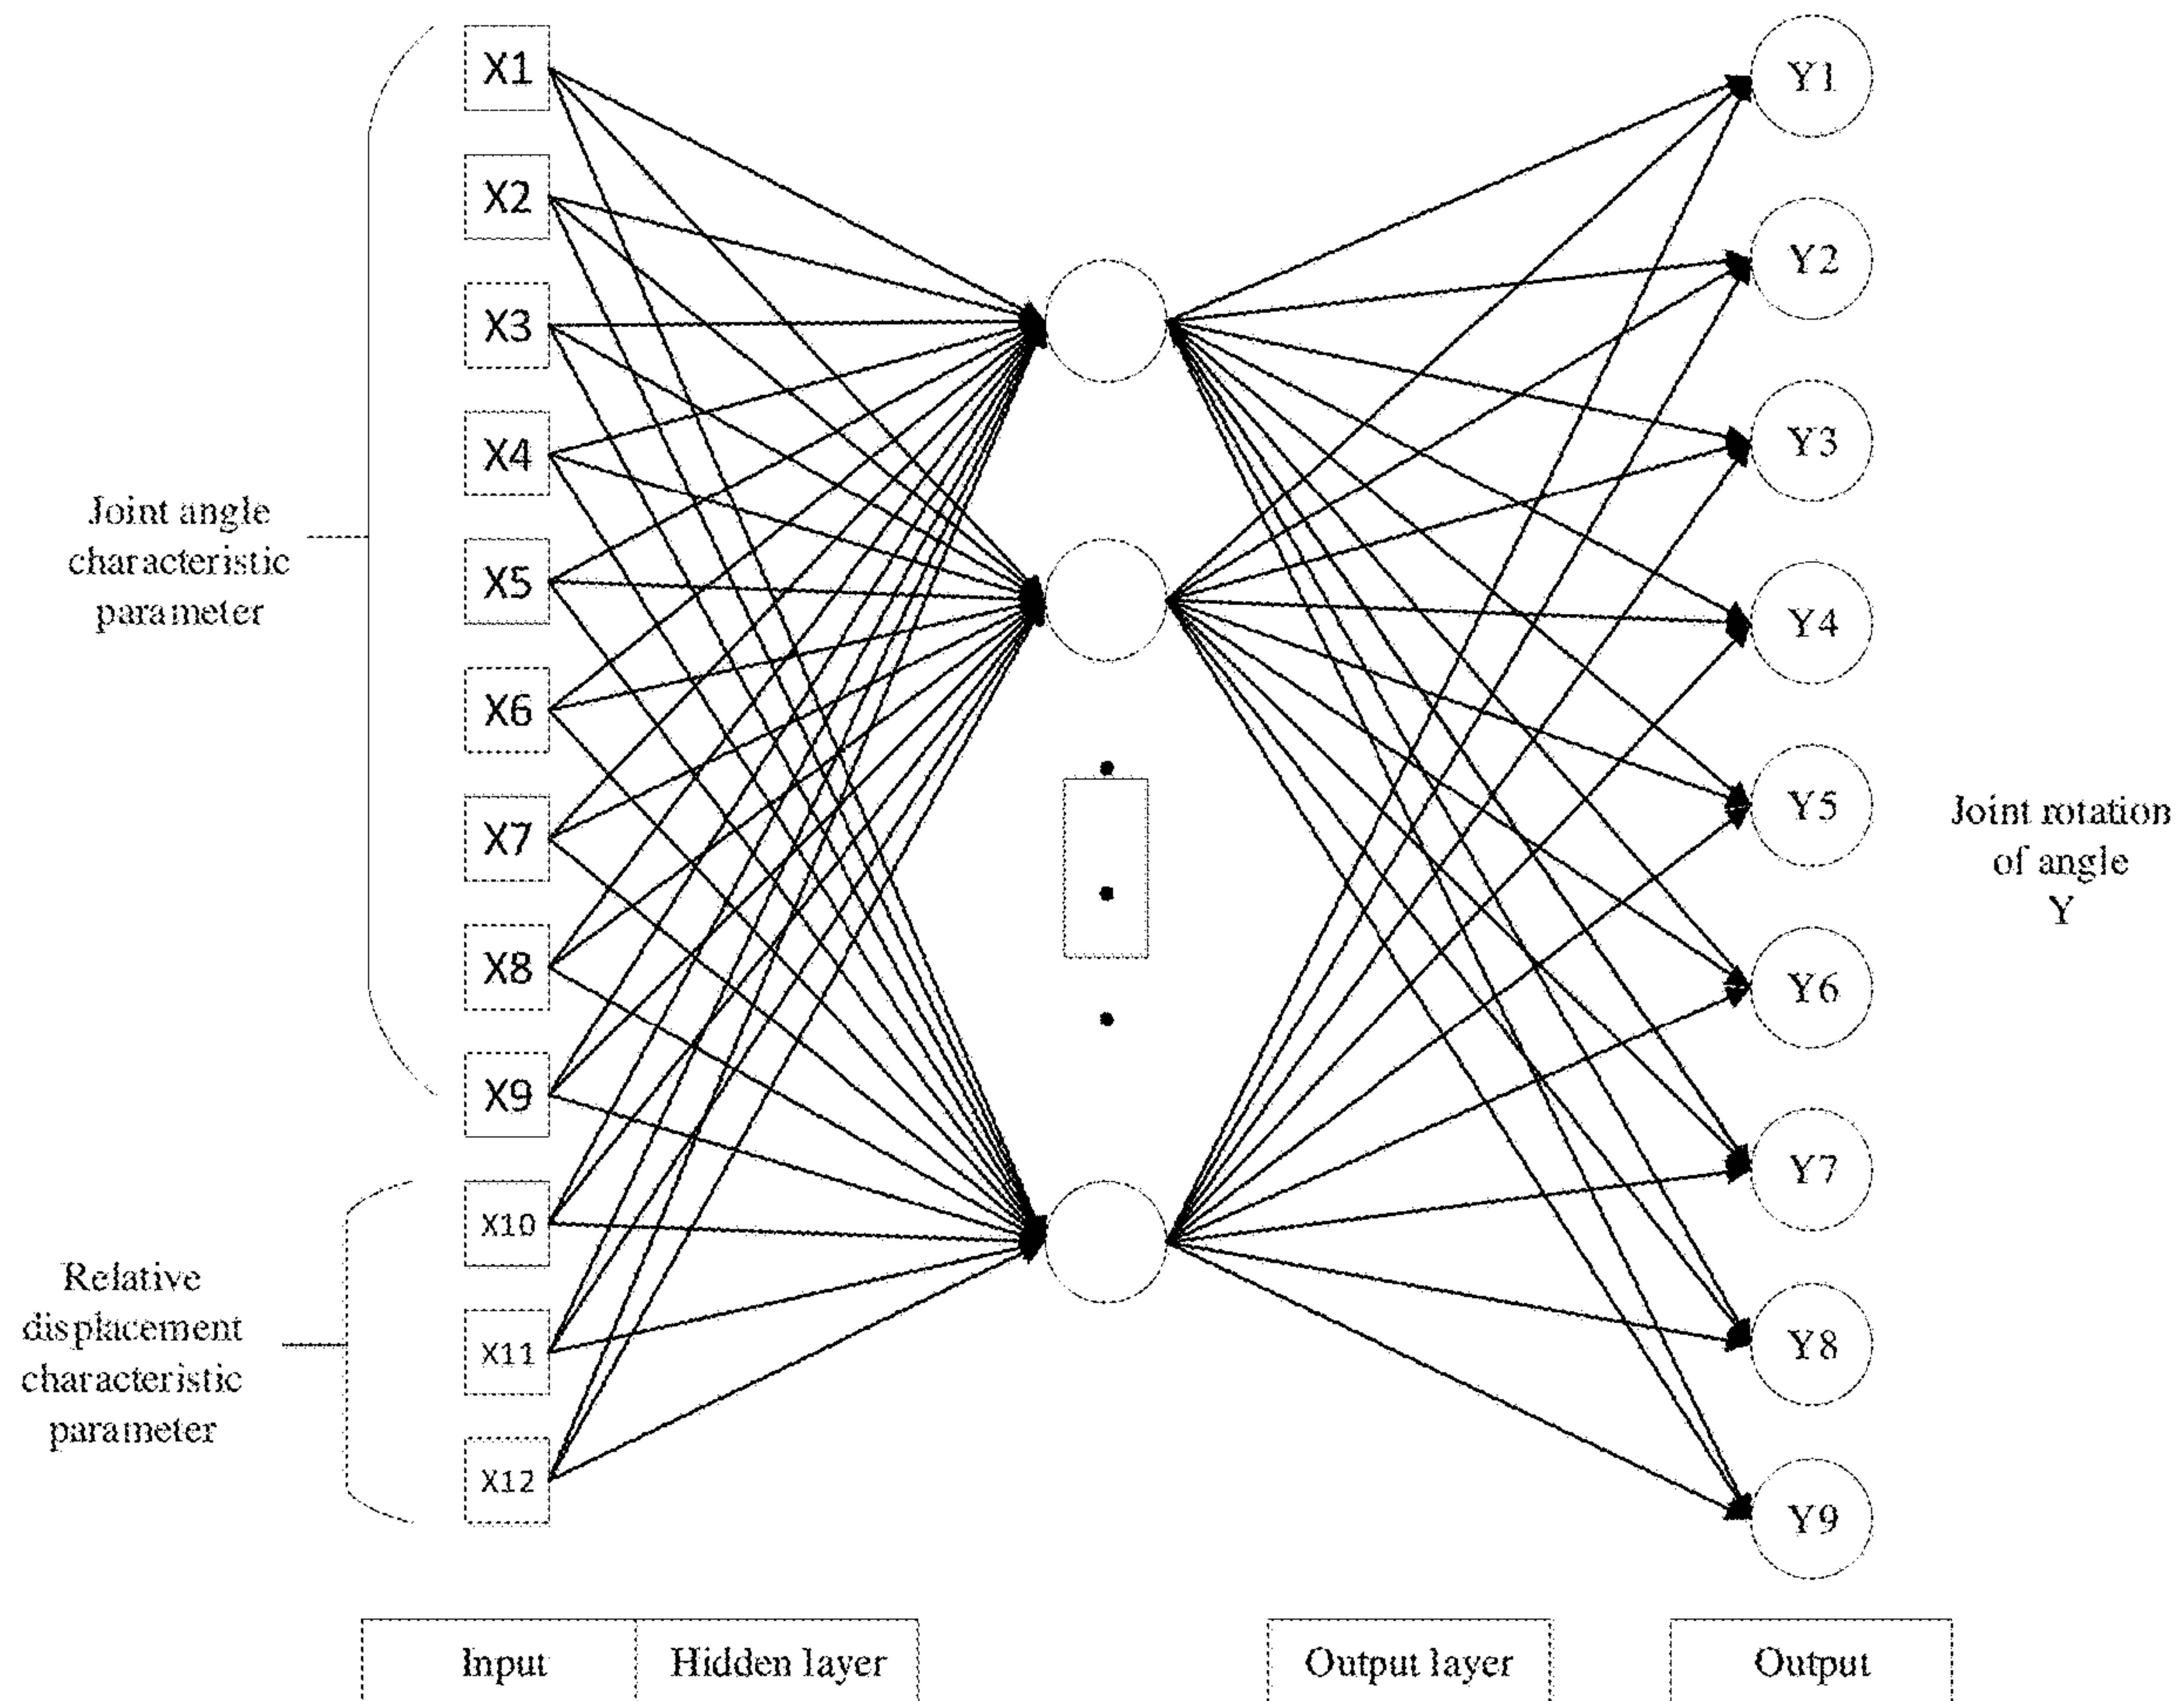 X1
X2
X3
X4
X5
X6
X7
X8
X9
X10
X11
X12
Joint angle
characteristic
parameter
Relative
displacement
characteristic
parameter
Y1
Y2
Y3
Y4
Y5
Y6
Y7
Y8
Y9
Joint rotation
of angle
Y
Input
Hidden layer
Output layer
Output